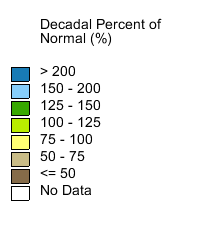 Decadal Percent of
Normal (%)
> 200
150 - 200
125 - 150
100 - 125
75 - 100
50 - 75
<= 50
No Data